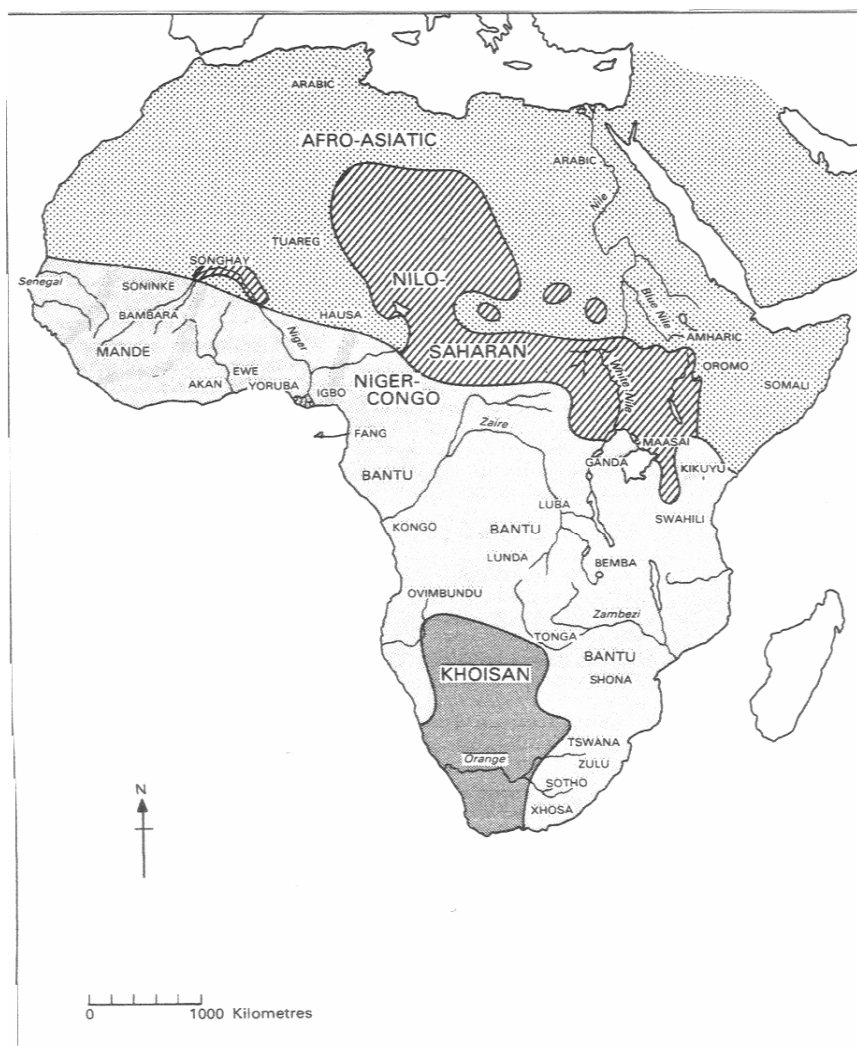 ARABIC
AFRO-ASIATIC
ARABIC
Nile
TUAREG
SONGHAY
NILO-
Senegal
SONINKE
Blue Nile
BAMBARA
HAUSA
Niger
AMHARIC
MANDE
SAHARAN
OROMO
EWE
White Nile
SOMALI
AKAN
YORUBA
IGBO
NIGER-
CONGO
Zaire
FANG
MAASAI
GANDA
KIKUYU
BANTU
LUBA
SWAHILI
KONGO
BANTU
LUNDA
BEMBA
OVIMBUNDU
Zambezi
TONGA
BANTU
KHOISAN
SHONA
TSWANA
Orange
ZULU
SOTHO
N
XHOSA
0 1000 Kilometres